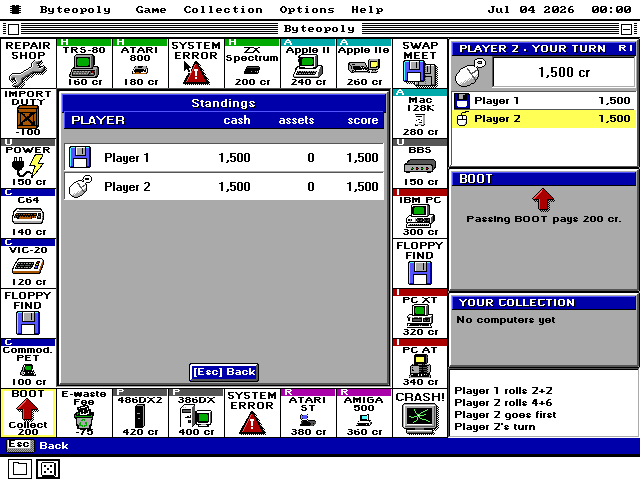 Byteopoly Game Collection Options Help Jul 04 2026 00:00
Byteopoly
REPAIR
SHOP
H
TRS-80
160 cr
H
ATARI
800
180 cr
SYSTEM
ERROR
H
ZX
Spectrum
200 cr
A
Apple II
240 cr
A
Apple IIe
260 cr
SWAP
MEET
IMPORT
DUTY
-100
U
POWER
150 cr
C
C64
140 cr
C
VIC-20
120 cr
FLOPPY
FIND
C
Commod.
PET
100 cr
BOOT
Collect
200
Standings
PLAYER cash assets score
Player 1 1,500 0 1,500
Player 2 1,500 0 1,500
[Esc] Back
A
Mac
128K
280 cr
U
BBS
150 cr
I
IBM PC
300 cr
FLOPPY
FIND
I
PC XT
320 cr
I
PC AT
340 cr
E-waste
Fee
-75
P
486DX2
420 cr
P
386DX
400 cr
SYSTEM
ERROR
R
ATARI
ST
380 cr
R
AMIGA
500
360 cr
CRASH!
PLAYER 2 - YOUR TURN R1
1,500 cr
Player 1 1,500
Player 2 1,500
BOOT
Passing BOOT pays 200 cr.
YOUR COLLECTION
No computers yet
Player 1 rolls 2+2
Player 2 rolls 4+6
Player 2 goes first
Player 2's turn
Esc Back